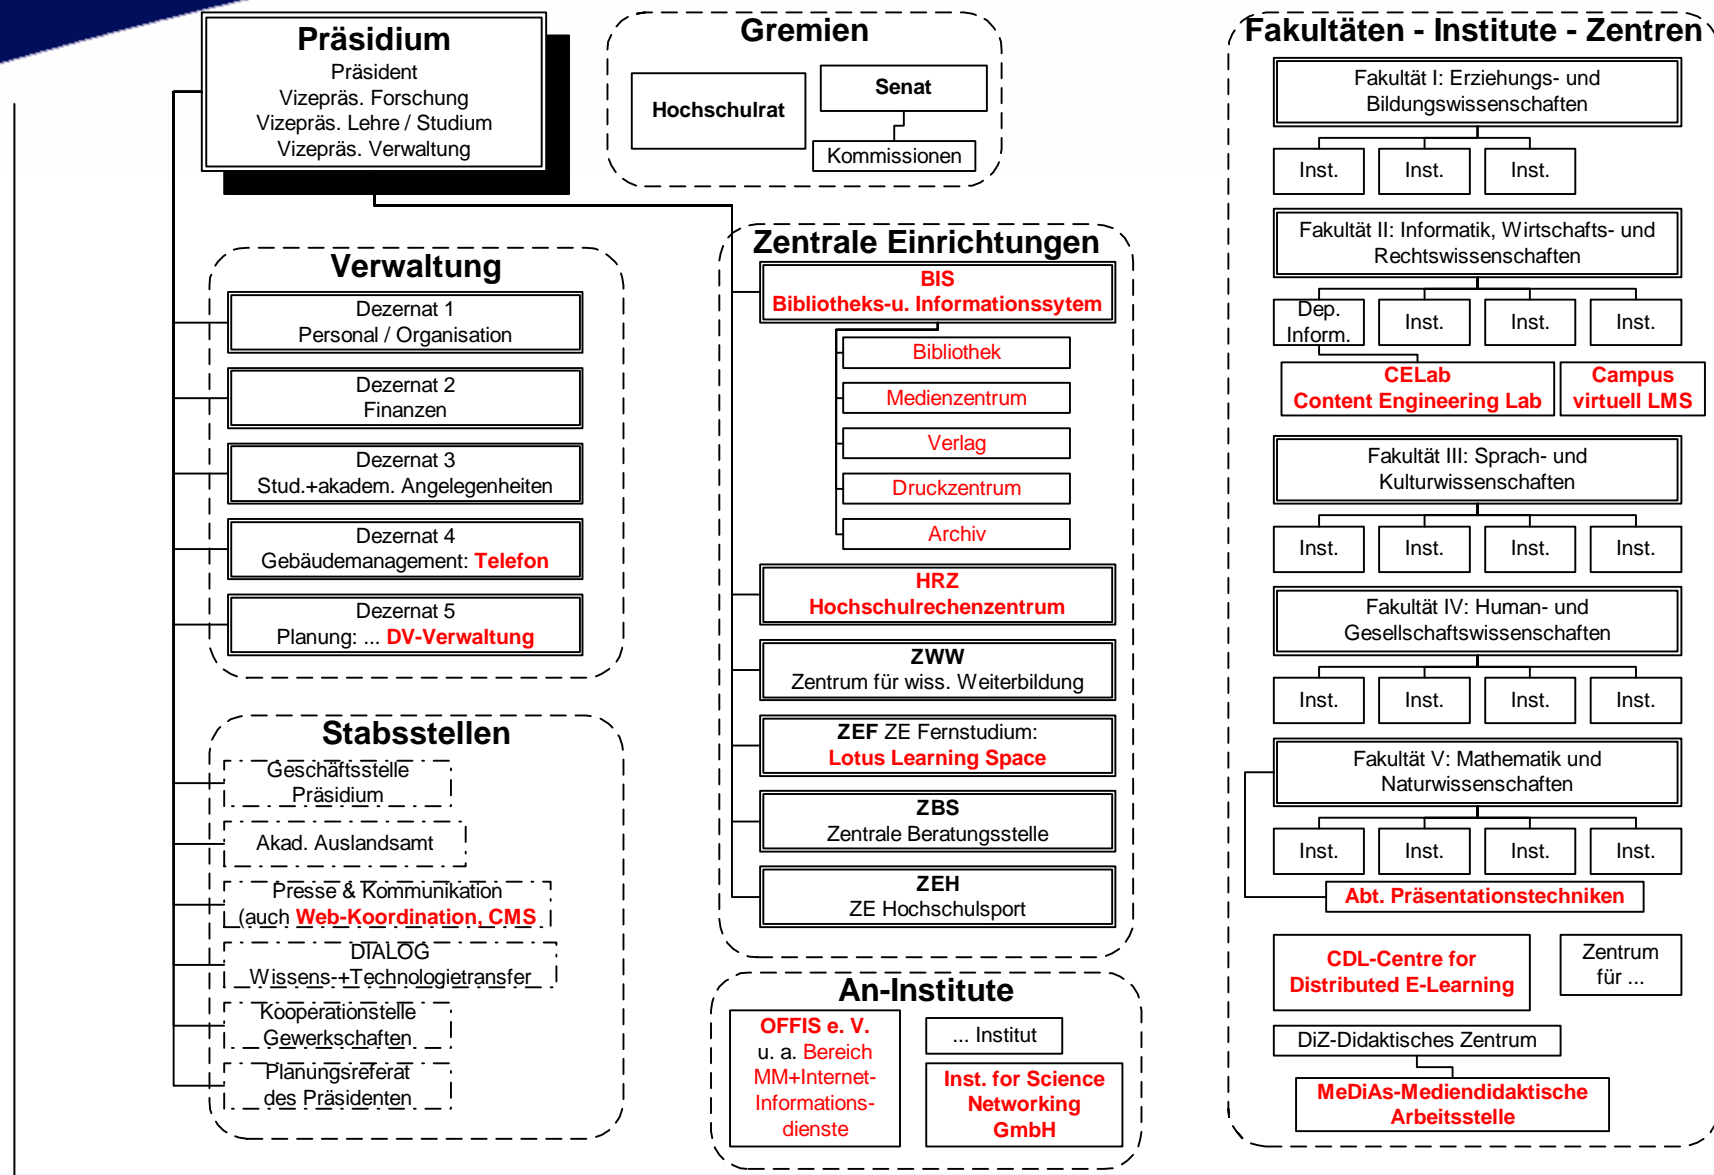 Präsidium
Präsident
Vizepräs. Forschung
Vizepräs. Lehre / Studium
Vizepräs. Verwaltung
Gremien
Hochschulrat
Senat
Kommissionen
Verwaltung
Dezernat 1
Personal / Organisation
Dezernat 2
Finanzen
Dezernat 3
Stud.+akadem. Angelegenheiten
Dezernat 4
Gebäudemanagement: Telefon
Dezernat 5
Planung: ... DV-Verwaltung
Stabsstellen
Geschäftsstelle
Präsidium
Akad. Auslandsamt
Presse & Kommunikation
(auch Web-Koordination, CMS
DIALOG
Wissens-+Technologietransfer
Kooperationstelle
Gewerkschaften
Planungsreferat
des Präsidenten
Zentrale Einrichtungen
BIS
Bibliotheks-u. Informationssytem
Bibliothek
Medienzentrum
Verlag
Druckzentrum
Archiv
HRZ
Hochschulrechenzentrum
ZWW
Zentrum für wiss. Weiterbildung
ZEF ZE Fernstudium:
Lotus Learning Space
ZBS
Zentrale Beratungsstelle
ZEH
ZE Hochschulsport
An-Institute
OFFIS e. V.
u. a. Bereich
MM+Internet-
Informations-
dienste
... Institut
Inst. for Science
Networking
GmbH
Fakultäten - Institute - Zentren
Fakultät I: Erziehungs- und
Bildungswissenschaften
Inst. Inst. Inst.
Fakultät II: Informatik, Wirtschafts- und
Rechtswissenschaften
Dep.
Inform.
Inst. Inst. Inst.
CELab
Content Engineering Lab
Campus
virtuell LMS
Fakultät III: Sprach- und
Kulturwissenschaften
Inst. Inst. Inst. Inst.
Fakultät IV: Human- und
Gesellschaftswissenschaften
Inst. Inst. Inst. Inst.
Fakultät V: Mathematik und
Naturwissenschaften
Inst. Inst. Inst. Inst.
Abt. Präsentationstechniken
CDL-Centre for
Distributed E-Learning
Zentrum
für ...
DiZ-Didaktisches Zentrum
MeDiAs-Mediendidaktische
Arbeitsstelle